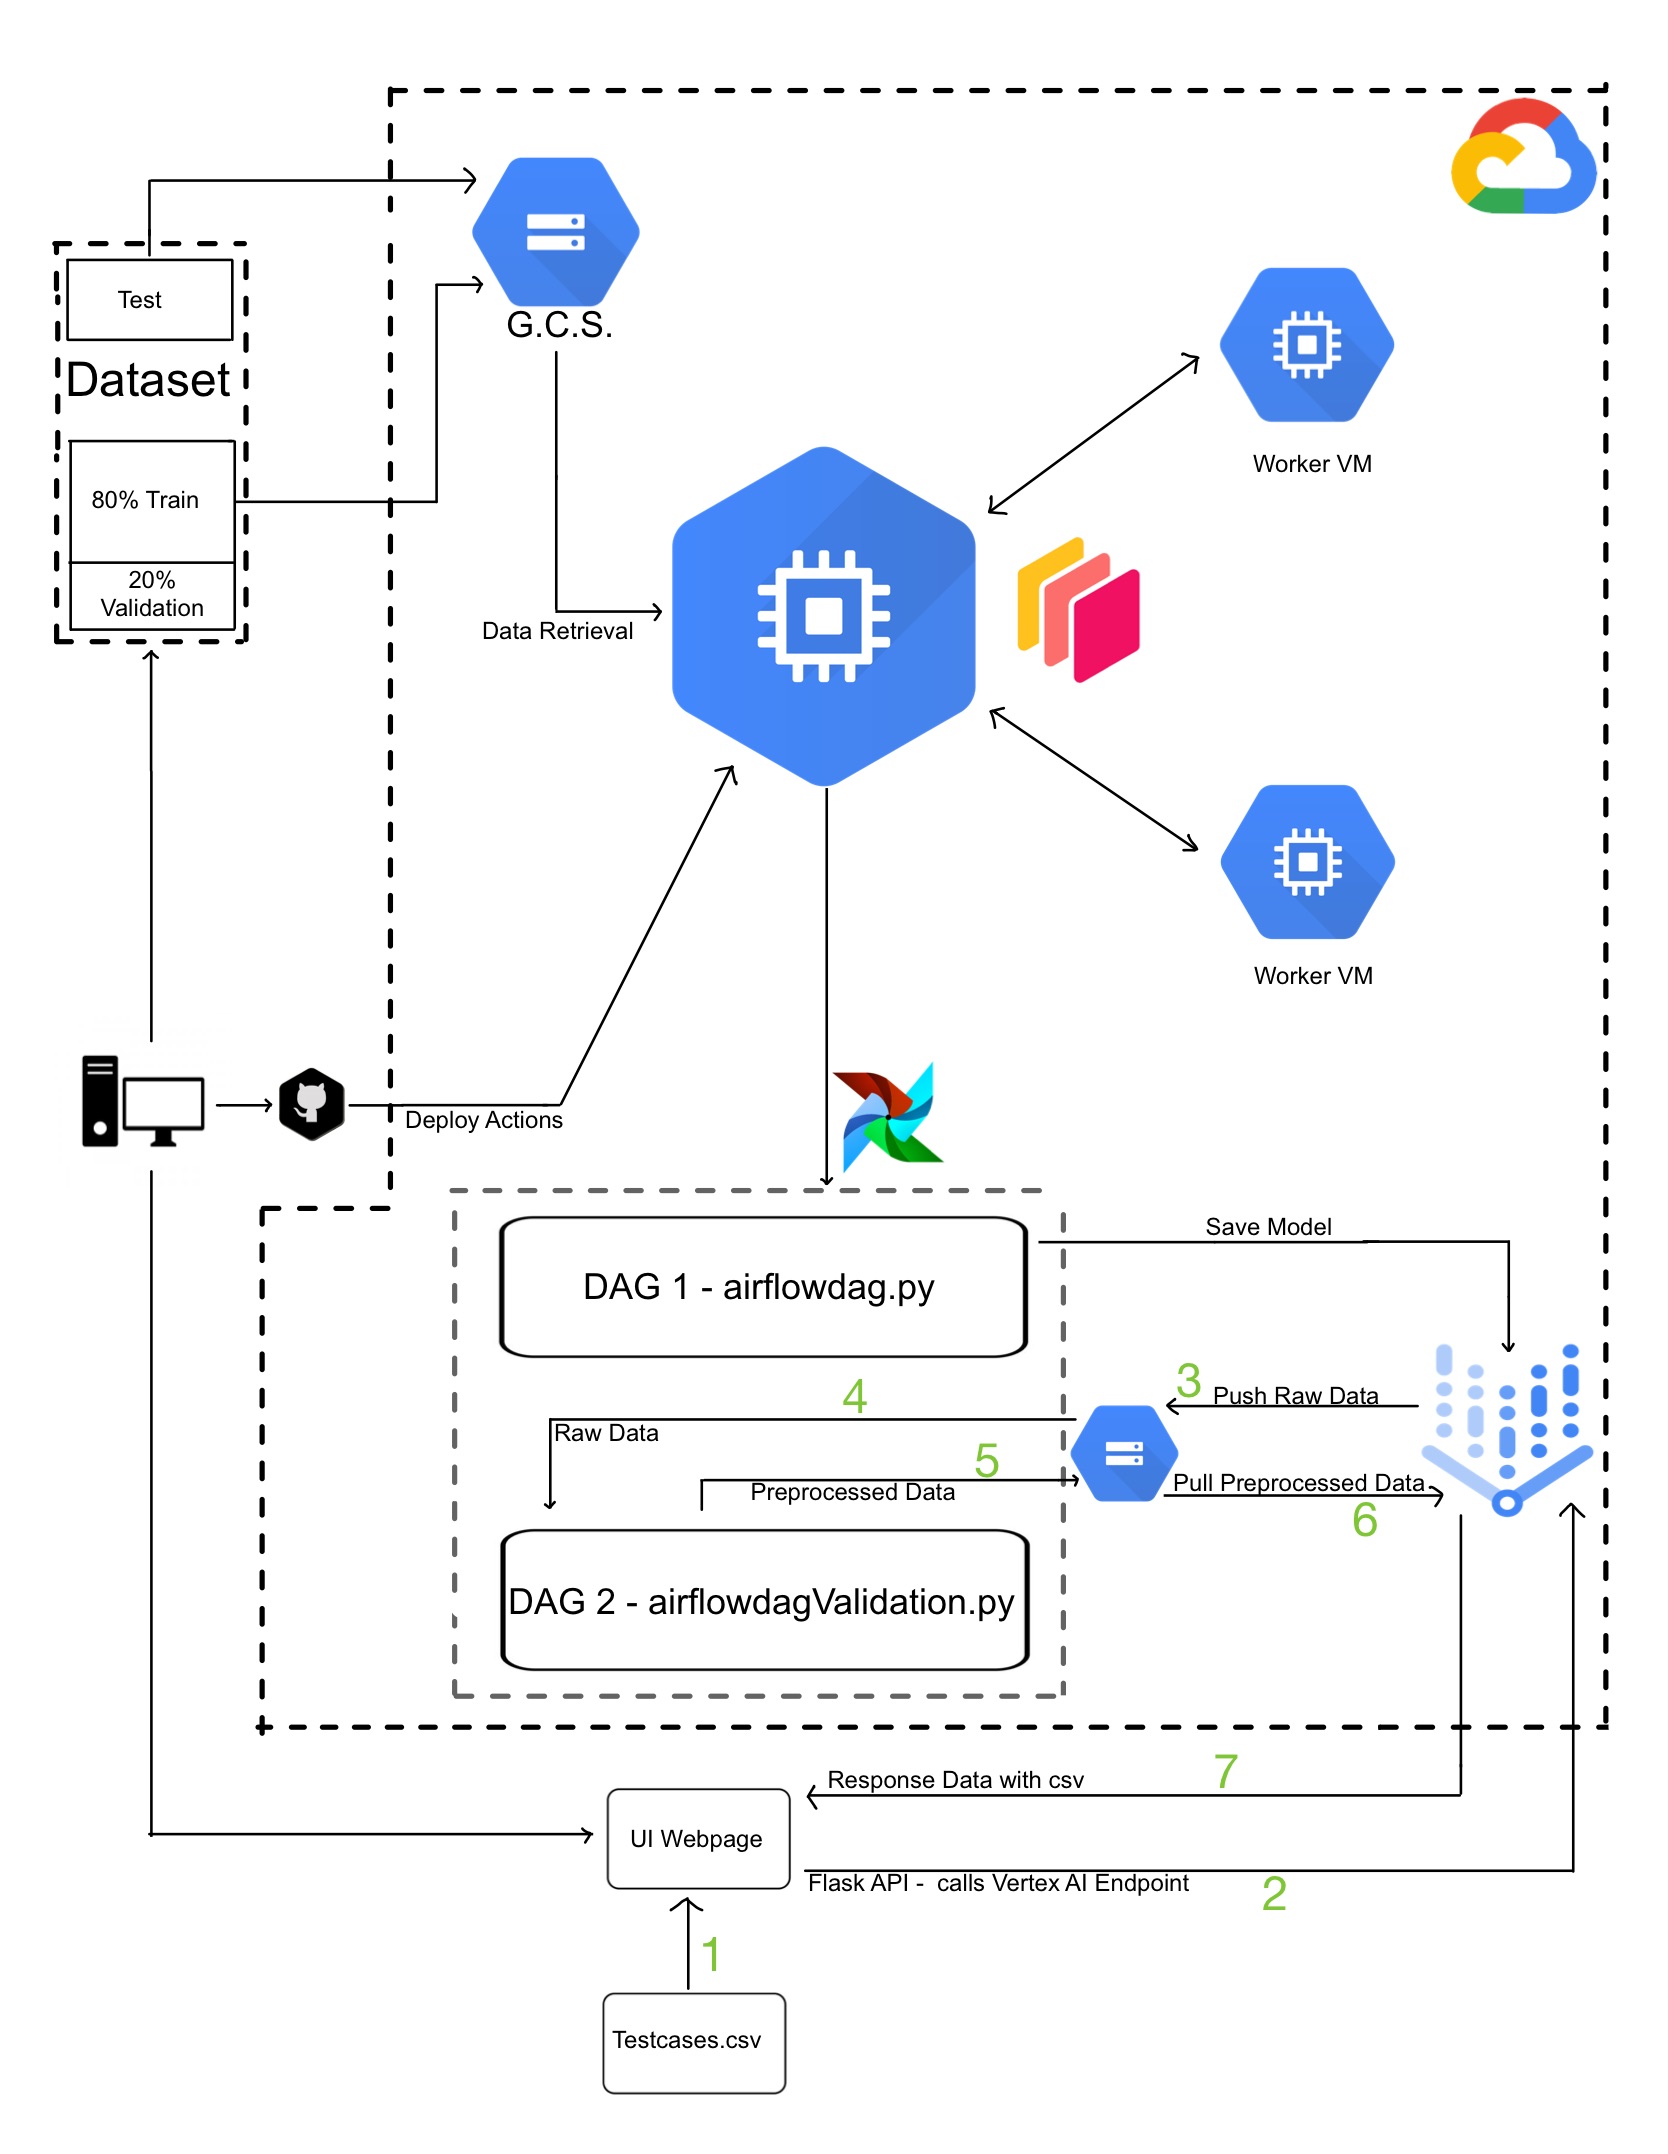 Test
Dataset
80% Train
20%
Validation
G.C.S.
Data Retrieval
Worker VM
Worker VM
Deploy Actions
DAG 1 - airflowdag.py
Save Model
3
Push Raw Data
4
Raw Data
5
Preprocessed Data
Pull Preprocessed Data
6
DAG 2 - airflowdagValidation.py
7
Response Data with csv
UI Webpage
Flask API -  calls Vertex AI Endpoint
2
1
Testcases.csv